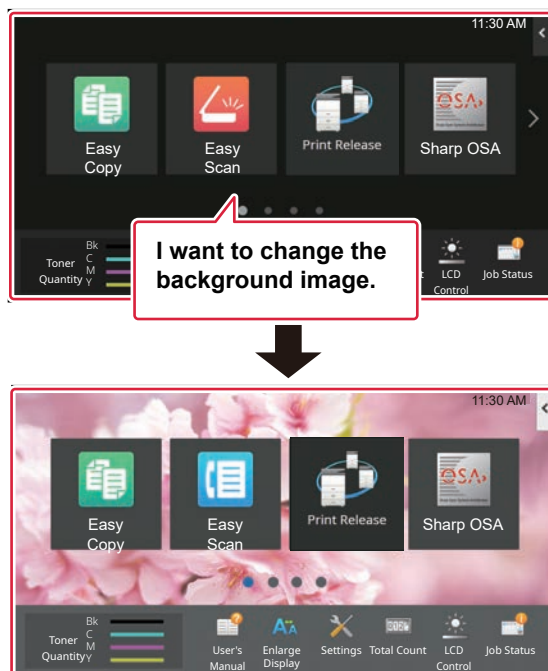 11:30 AM
Easy
Copy
Easy
Scan
Print Release
OSA
Sharp OSA
I want to change the
background image.
Toner
Quantity
Bk
C
M
Y
LCD
Control
Job Status
11:30 AM
Easy
Copy
Easy
Scan
Print Release
OSA
Sharp OSA
Toner
Quantity
Bk
C
M
Y
User's
Manual
Enlarge
Display
Settings
Total Count
LCD
Control
Job Status